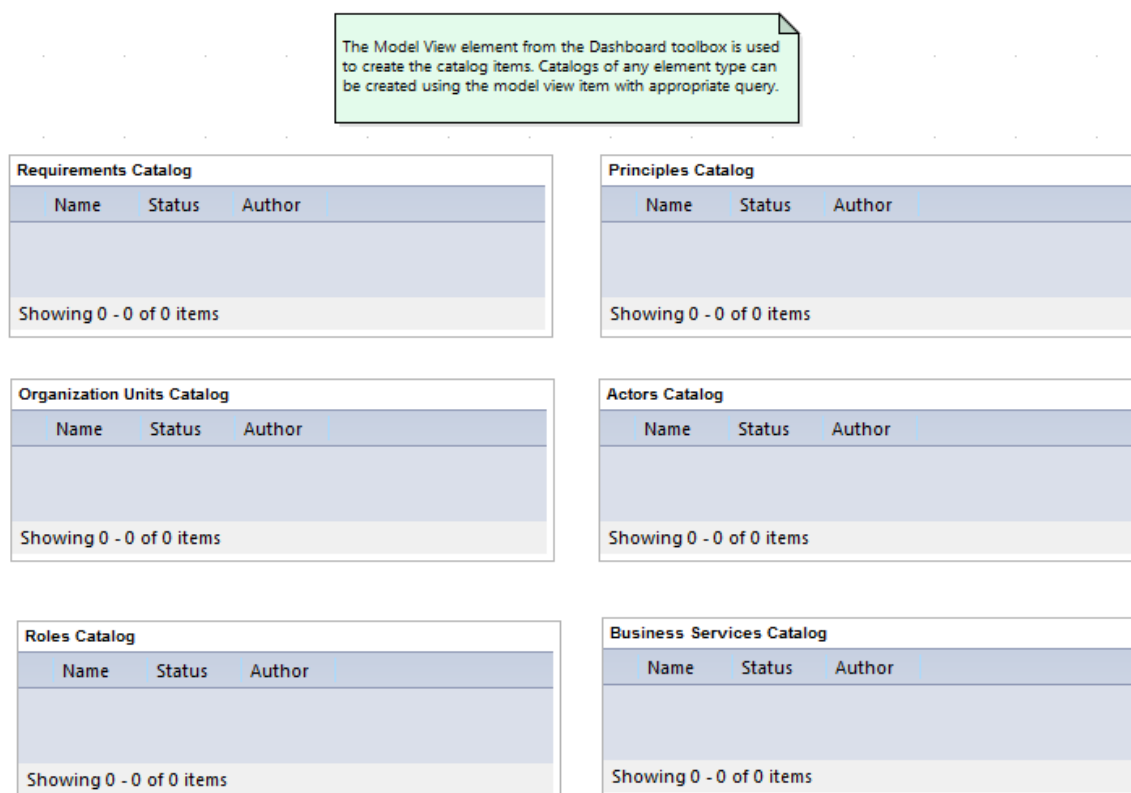 The Model View element from the Dashboard toolbox is used
to create the catalog items. Catalogs of any element type can
be created using the model view item with appropriate query.
Requirements Catalog
Name Status Author
Showing 0 - 0 of 0 items
Principles Catalog
Name Status Author
Showing 0 - 0 of 0 items
Organization Units Catalog
Name Status Author
Showing 0 - 0 of 0 items
Actors Catalog
Name Status Author
Showing 0 - 0 of 0 items
Roles Catalog
Name Status Author
Showing 0 - 0 of 0 items
Business Services Catalog
Name Status Author
Showing 0 - 0 of 0 items